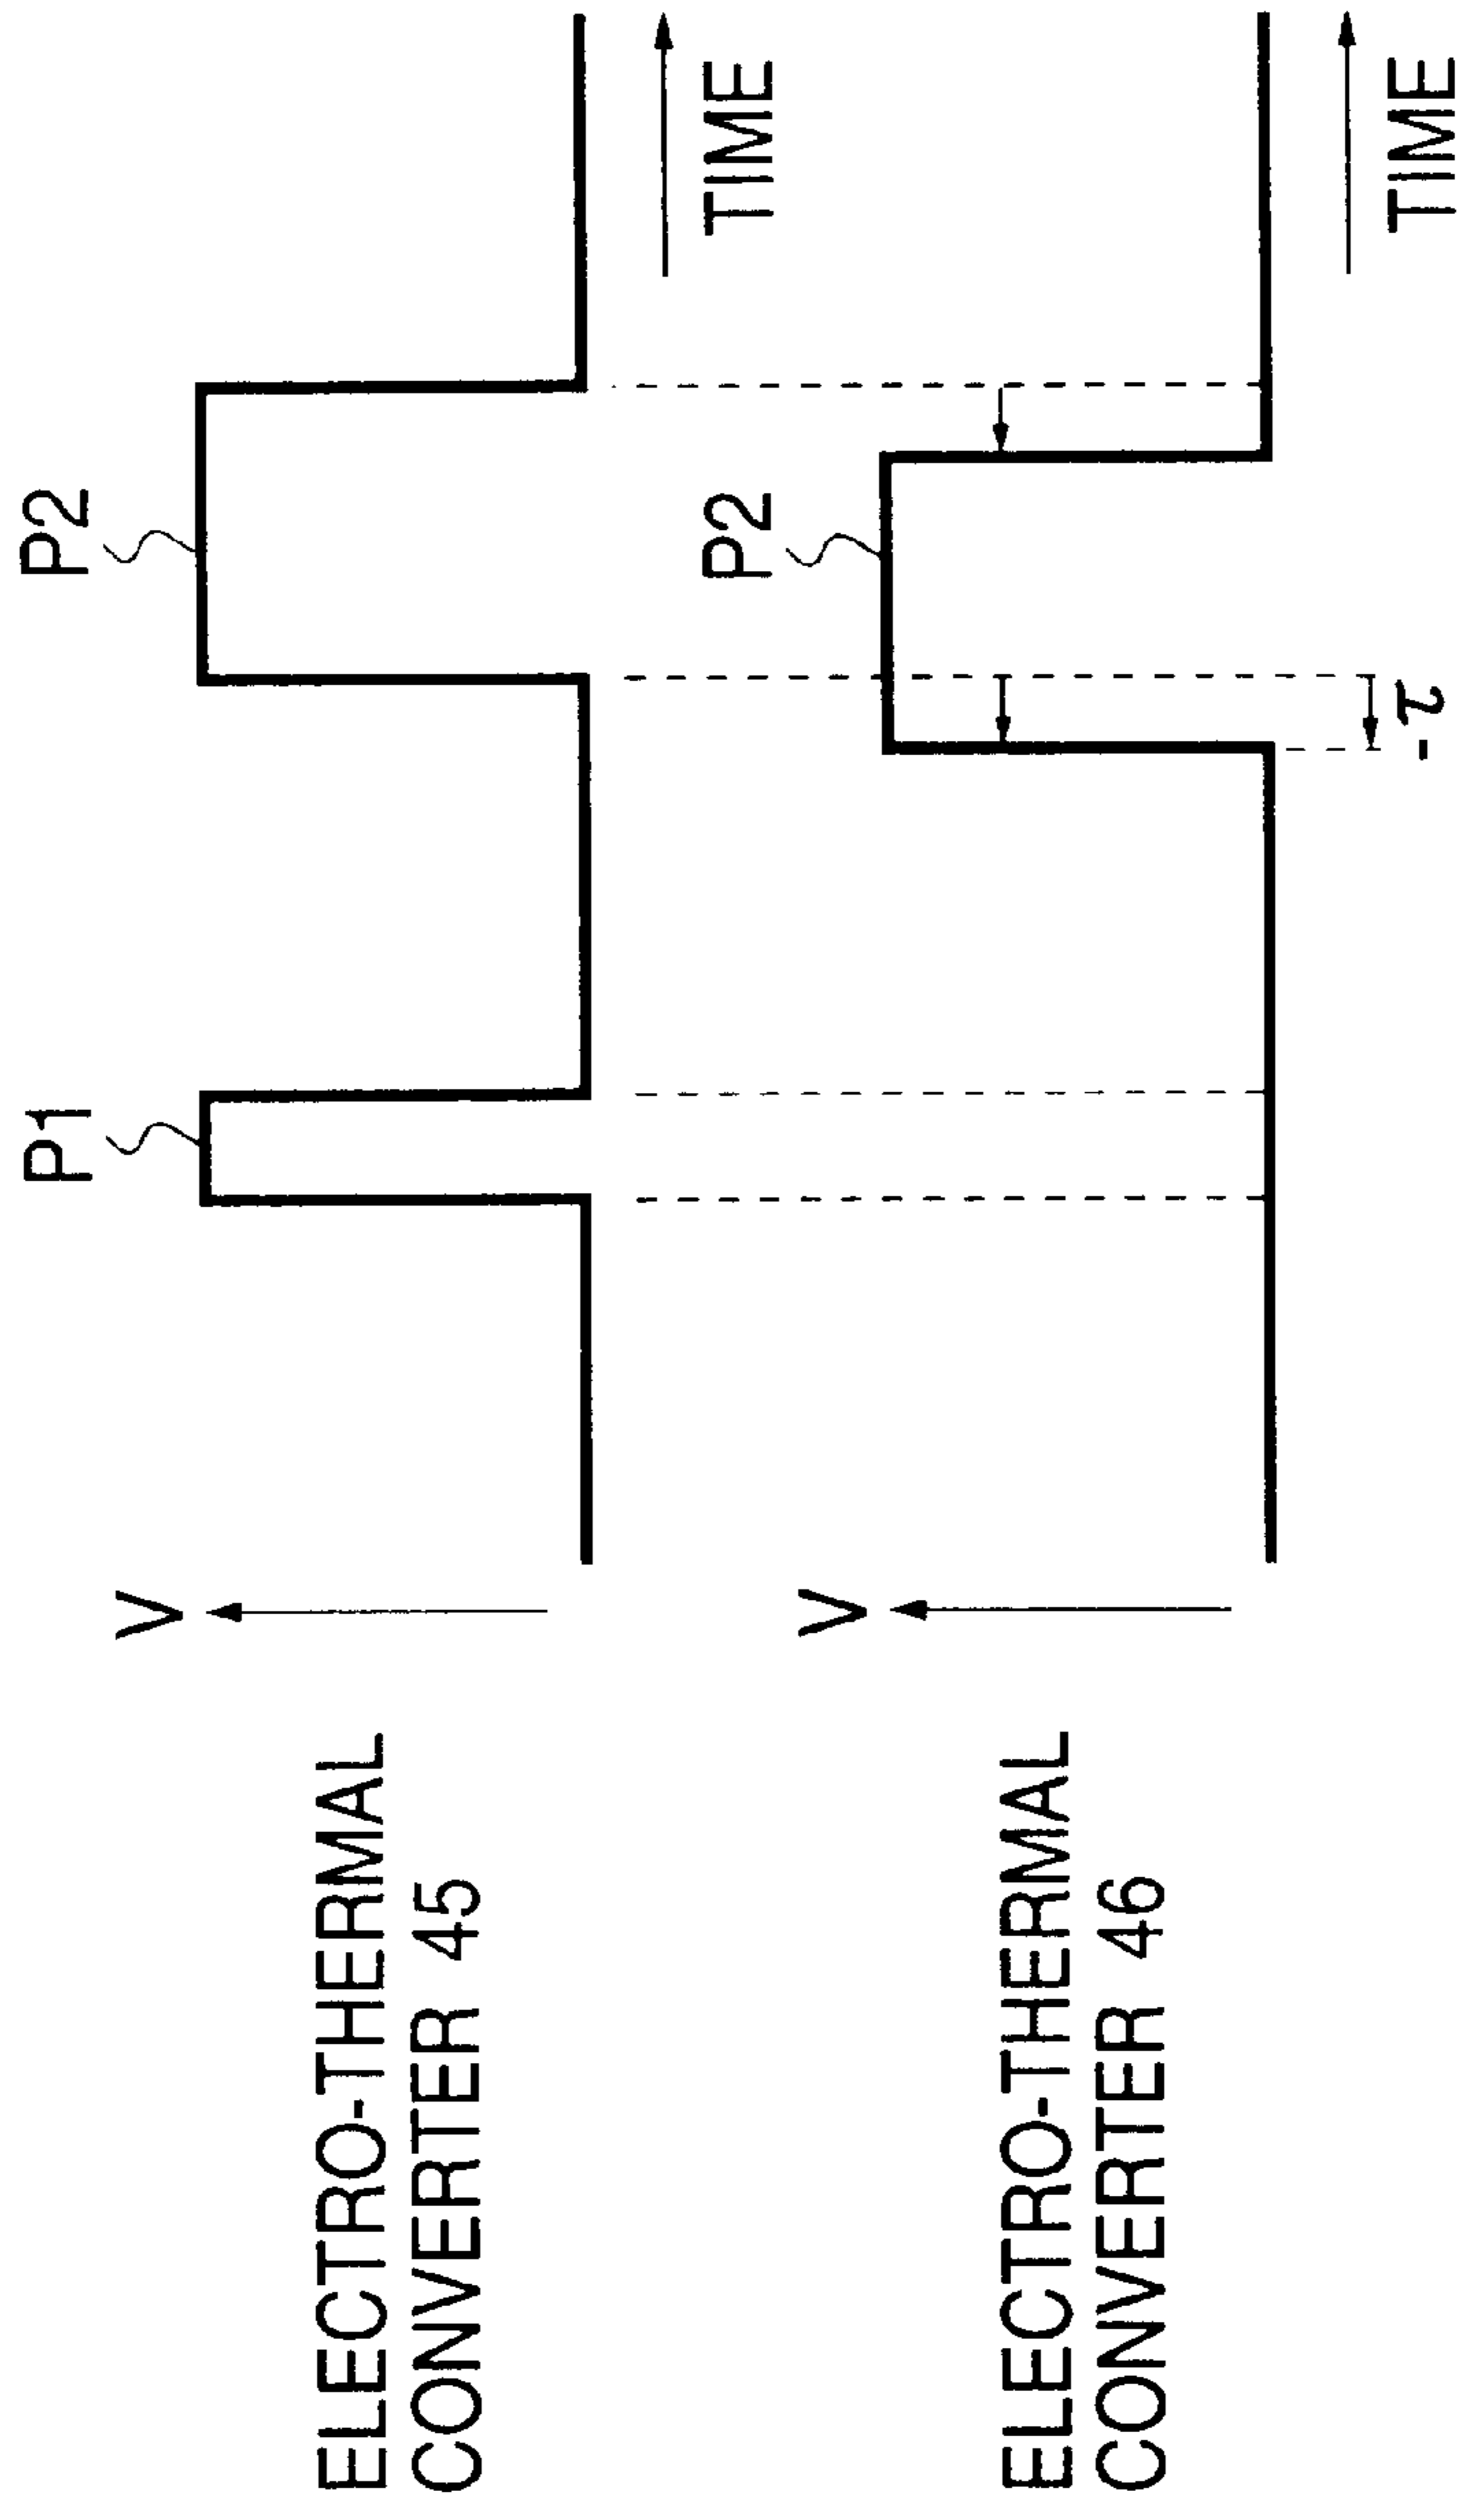 ELECTRO-THERMAL
CONVERTER 45
V
P1
P2
TIME
ELECTRO-THERMAL
CONVERTER 46
V
P2
-τ
TIME